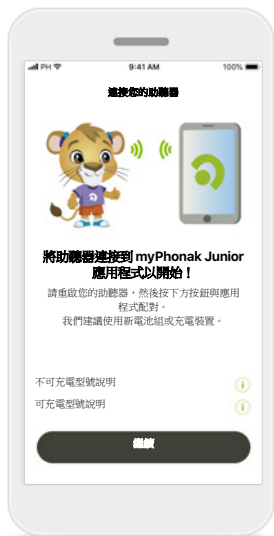 PH
9:41 AM
100%
連接您的助聽器
將助聽器連接到 myPhonak Junior
應用程式以開始！
請重啟您的助聽器，然後按下方按鈕與應用
程式配對。
我們建議使用新電池組或充電裝置。
不可充電型號說明
可充電型號說明
繼續